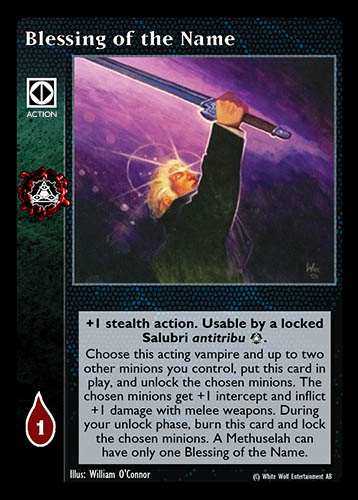 Blessing of the Name
ACTION
+1 stealth action. Usable by a locked
Salubri antitribu .
Choose this acting vampire and up to two
other minions you control, put this card in
play, and unlock the chosen minions. The
chosen minions get +1 intercept and inflict
+1 damage with melee weapons. During
your unlock phase, burn this card and lock
the chosen minions. A Methuselah can
have only one Blessing of the Name.
1
Illus: William O'Connor
(C) White Wolf Entertainment AB